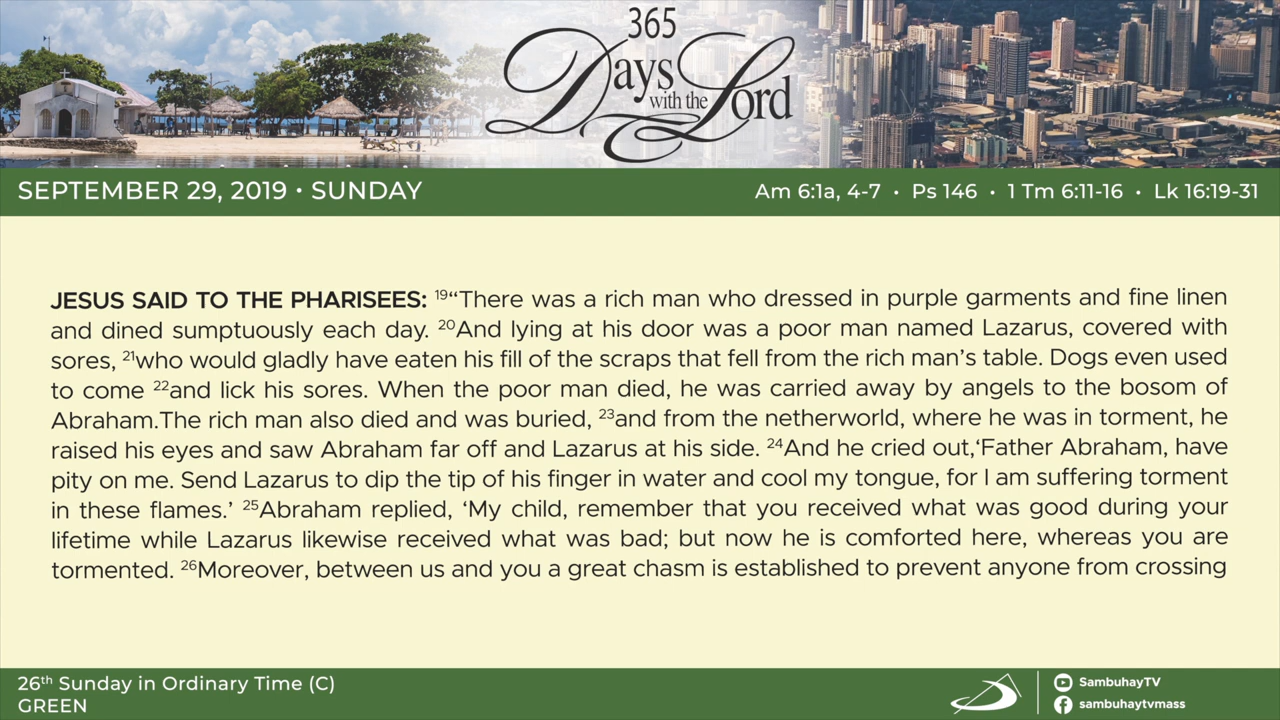 365
Days with the Lord
SEPTEMBER 29, 2019 • SUNDAY
Am 6:1a, 4-7 • Ps 146 • 1 Tm 6:11-16 • Lk 16:19-31
JESUS SAID TO THE PHARISEES: ¹⁹“There was a rich man who dressed in purple garments and fine linen
and dined sumptuously each day. ²⁰And lying at his door was a poor man named Lazarus, covered with
sores, ²¹who would gladly have eaten his fill of the scraps that fell from the rich man’s table. Dogs even used
to come ²²and lick his sores. When the poor man died, he was carried away by angels to the bosom of
Abraham.The rich man also died and was buried, ²³and from the netherworld, where he was in torment, he
raised his eyes and saw Abraham far off and Lazarus at his side. ²⁴And he cried out,‘Father Abraham, have
pity on me. Send Lazarus to dip the tip of his finger in water and cool my tongue, for I am suffering torment
in these flames.’ ²⁵Abraham replied, ‘My child, remember that you received what was good during your
lifetime while Lazarus likewise received what was bad; but now he is comforted here, whereas you are
tormented. ²⁶Moreover, between us and you a great chasm is established to prevent anyone from crossing
26ᵗʰ Sunday in Ordinary Time (C)
GREEN
SambuhayTV
sambuhaytvmass